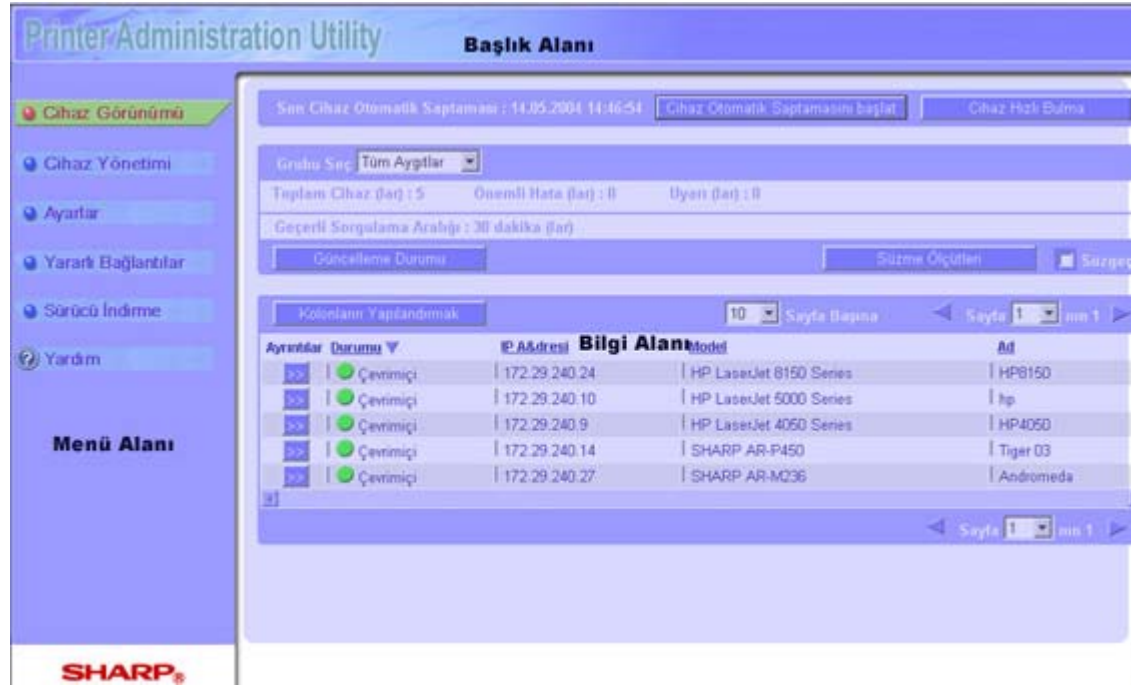 Printer Administration Utility
Başlık Alanı
Cihaz Görünümü
Cihaz Yönetimi
Ayarlar
Yararlı Bağlantılar
Sürücü İndirme
Yardım
Menü Alanı
SHARP®
Son Cihaz Otomatik Saptaması : 14.05.2004 14:46:54 Cihaz Otomatik Saptamasını başlat Cihaz Hızlı Bulma
Grubu Seç Tüm Aygıtlar
Toplam Cihaz (lar) : 5 Önemli Hata (lar) : 0 Uyarı (lar) : 0
Geçerli Sorgulama Aralığı : 30 dakika (lar)
Güncelleme Durumu Süzme Ölçütleri Süzgeç
Kolonların Yapılandırmak 10 Sayfa Başına Sayfa 1 nın 1
Bilgi Alanı
Ayrıntılar Durumu IP A&dresi Model Ad
>> Çevrimiçi 172.29.240.24 HP LaserJet 8150 Series HP8150
>> Çevrimiçi 172.29.240.10 HP LaserJet 5000 Series hp
>> Çevrimiçi 172.29.240.9 HP LaserJet 4050 Series HP4050
>> Çevrimiçi 172.29.240.14 SHARP AR-P450 Tiger 03
>> Çevrimiçi 172.29.240.27 SHARP AR-M236 Andromeda
Sayfa 1 nın 1